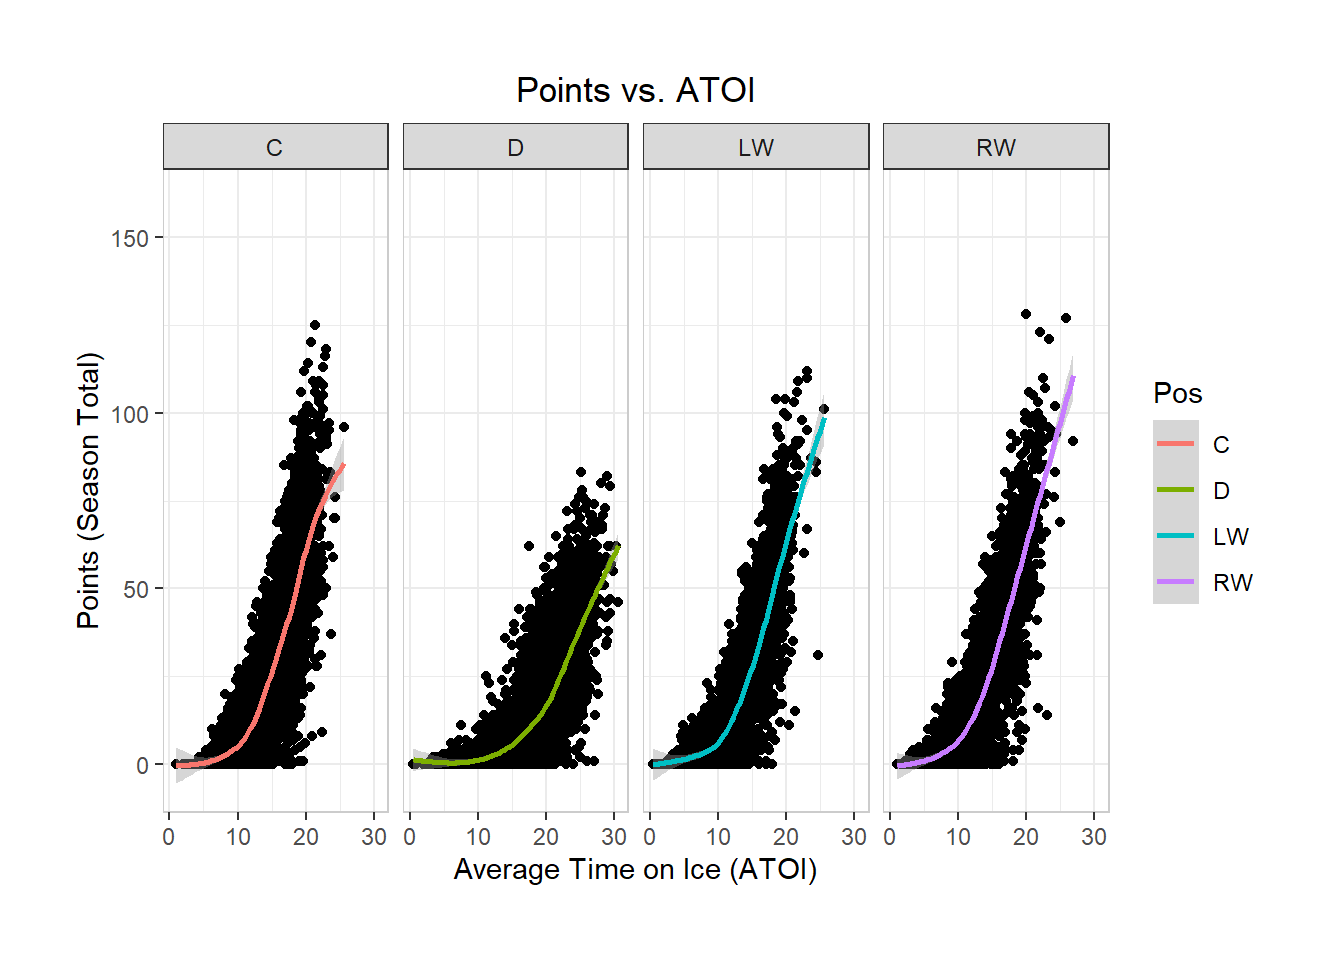 Points vs. ATOI
C D LW RW
150
100
50
0
Points (Season Total)
0 10 20 30 0 10 20 30 0 10 20 30 0 10 20 30
Average Time on Ice (ATOI)
Pos
C
D
LW
RW